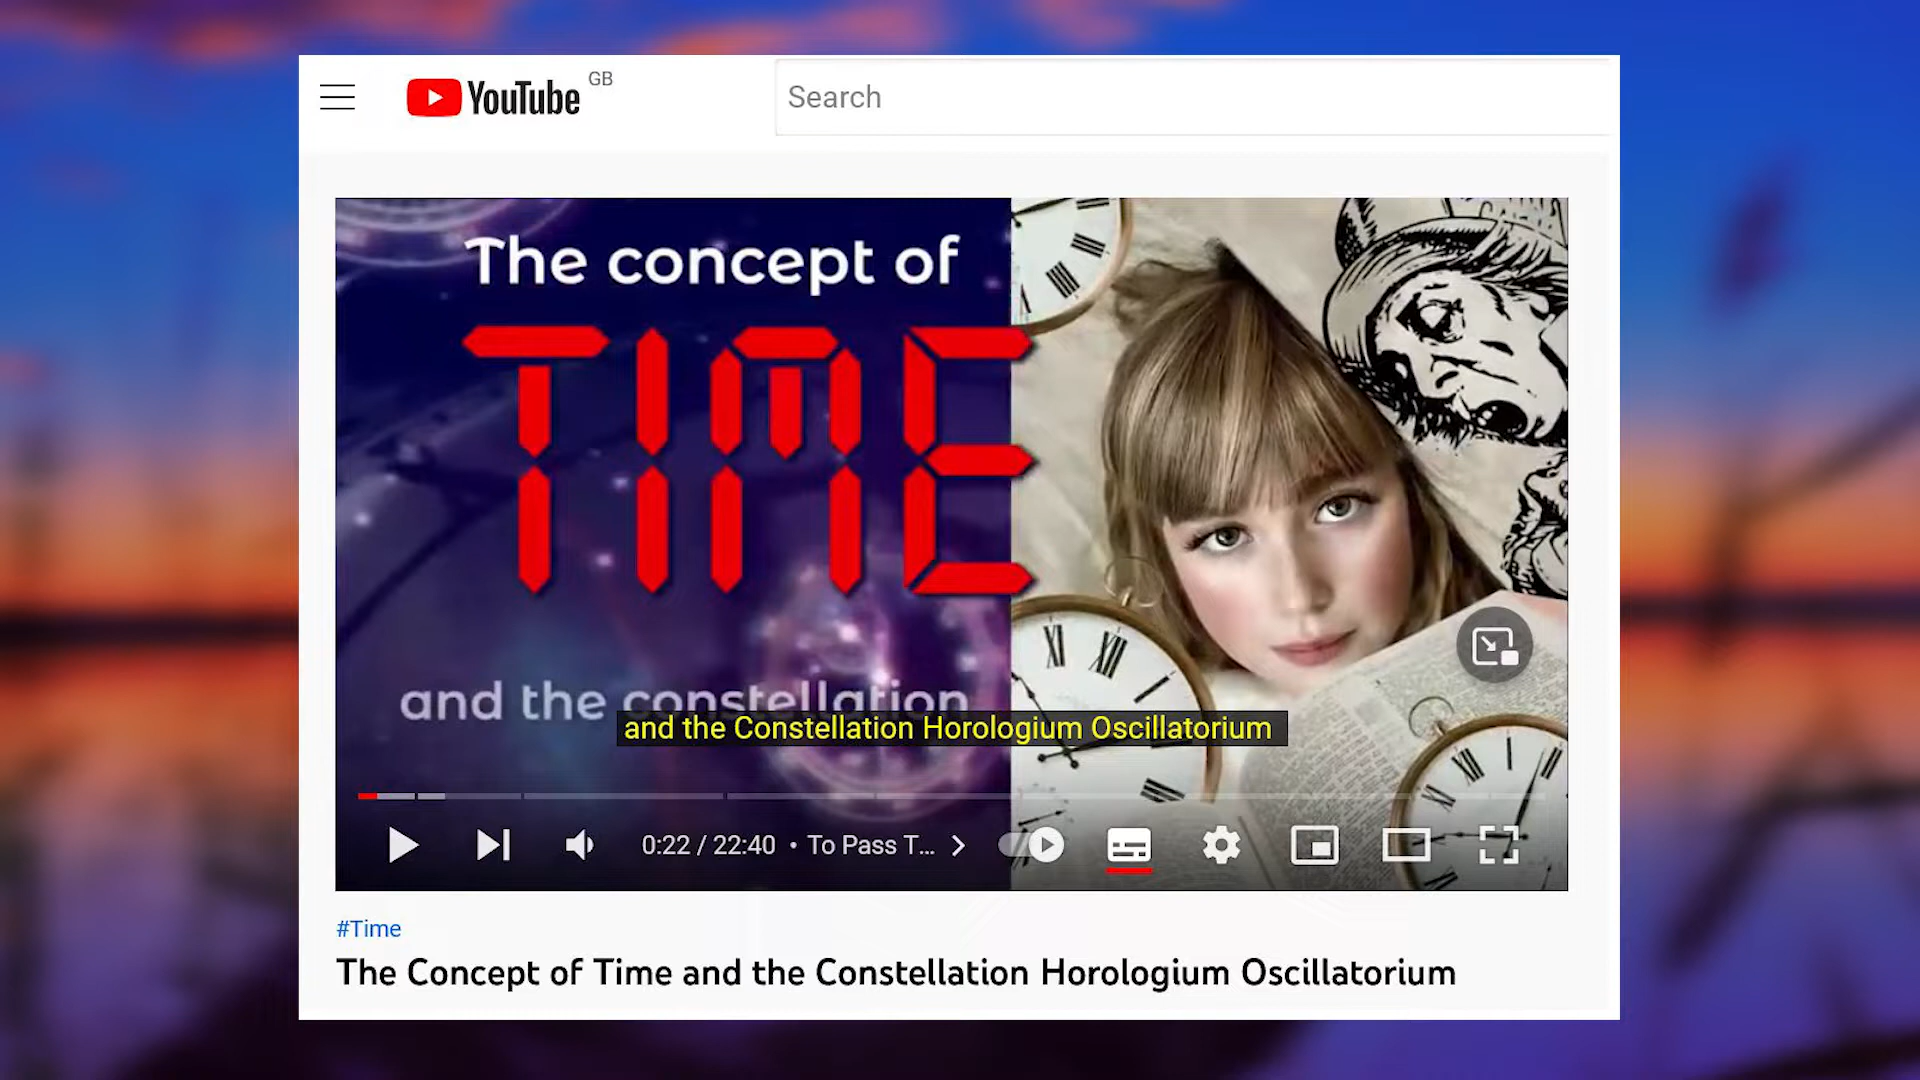 YouTube GB
Search
The concept of
TIME
and the constellation
and the Constellation Horologium Oscillatorium
0:22 / 22:40 • To Pass T...
#Time
The Concept of Time and the Constellation Horologium Oscillatorium